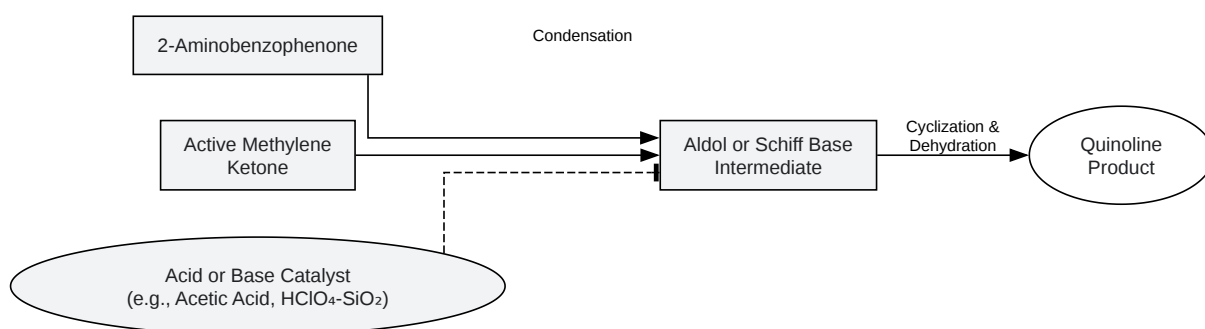 2-Aminobenzophenone
Condensation
Active Methylene
Ketone
Aldol or Schiff Base
Intermediate
Cyclization &
Dehydration
Quinoline
Product
Acid or Base Catalyst
(e.g., Acetic Acid, HClO₄-SiO₂)